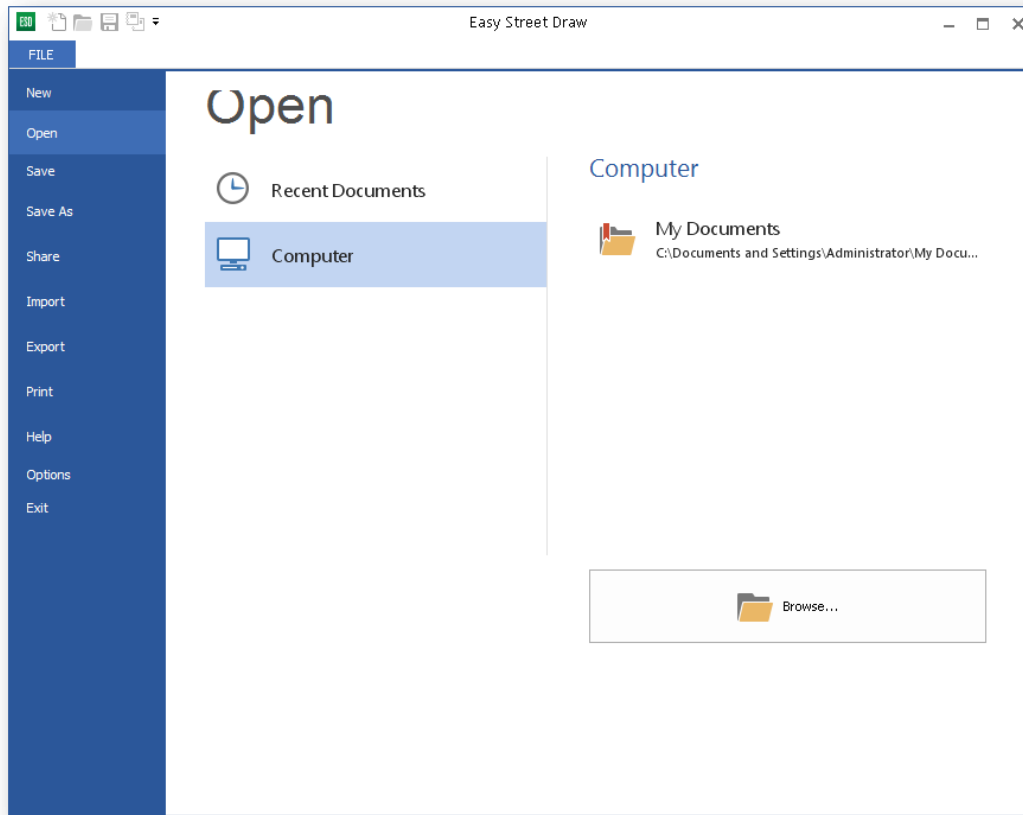 ESD
Easy Street Draw
FILE
New
Open
Save
Save As
Share
Import
Export
Print
Help
Options
Exit
Open
Recent Documents
Computer
Computer
My Documents
C:\Documents and Settings\Administrator\My Docu...
Browse...